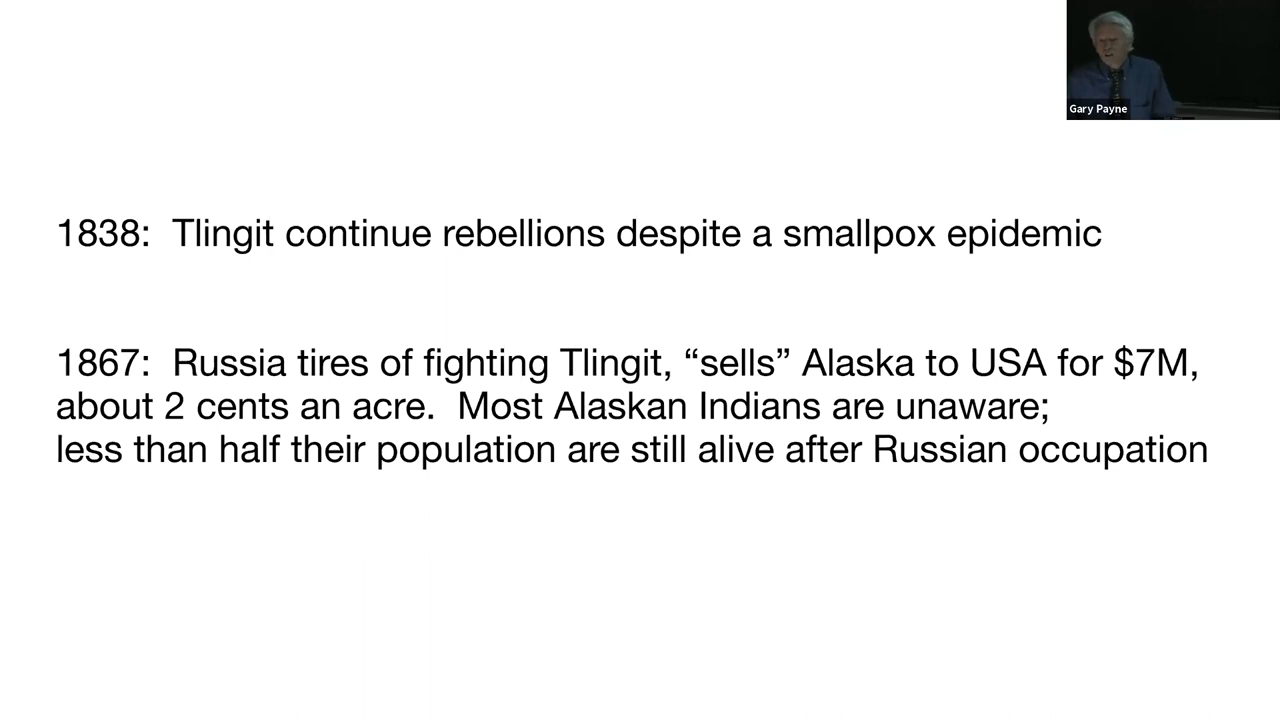 Gary Payne
1838:  Tlingit continue rebellions despite a smallpox epidemic
1867:  Russia tires of fighting Tlingit, “sells” Alaska to USA for $7M,
about 2 cents an acre.  Most Alaskan Indians are unaware;
less than half their population are still alive after Russian occupation